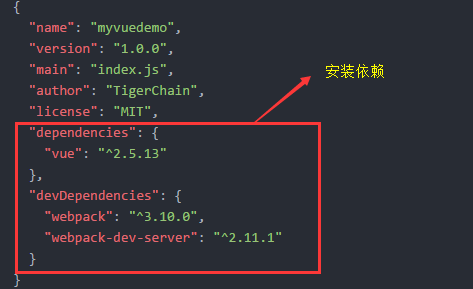 {
"name": "myvuedemo",
"version": "1.0.0",
"main": "index.js",
"author": "TigerChain",
"license": "MIT",
"dependencies": {
"vue": "^2.5.13"
},
"devDependencies": {
"webpack": "^3.10.0",
"webpack-dev-server": "^2.11.1"
}
}
安装依赖